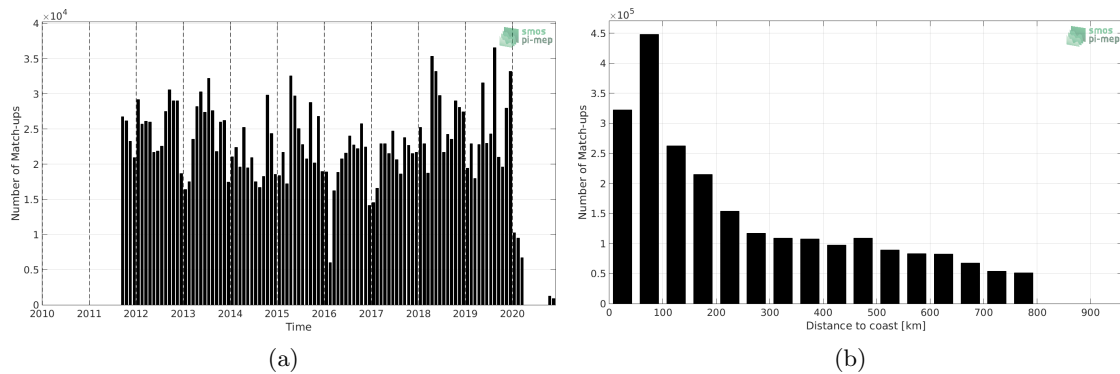 ×10⁴
4
3.5
3
2.5
2
1.5
1
0.5
0
Number of Match-ups
2010 2011 2012 2013 2014 2015 2016 2017 2018 2019 2020
Time
smos
pi-mep
(a)
×10⁵
4.5
4
3.5
3
2.5
2
1.5
1
0.5
0
Number of Match-ups
0 100 200 300 400 500 600 700 800 900
Distance to coast [km]
smos
pi-mep
(b)